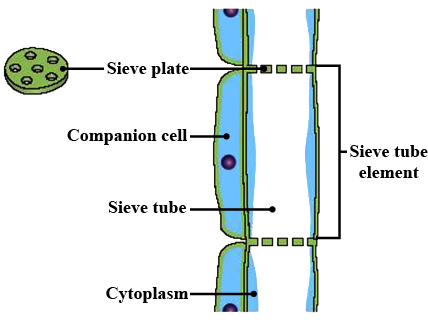 Sieve plate
Companion cell
Sieve tube
element
Sieve tube
Cytoplasm